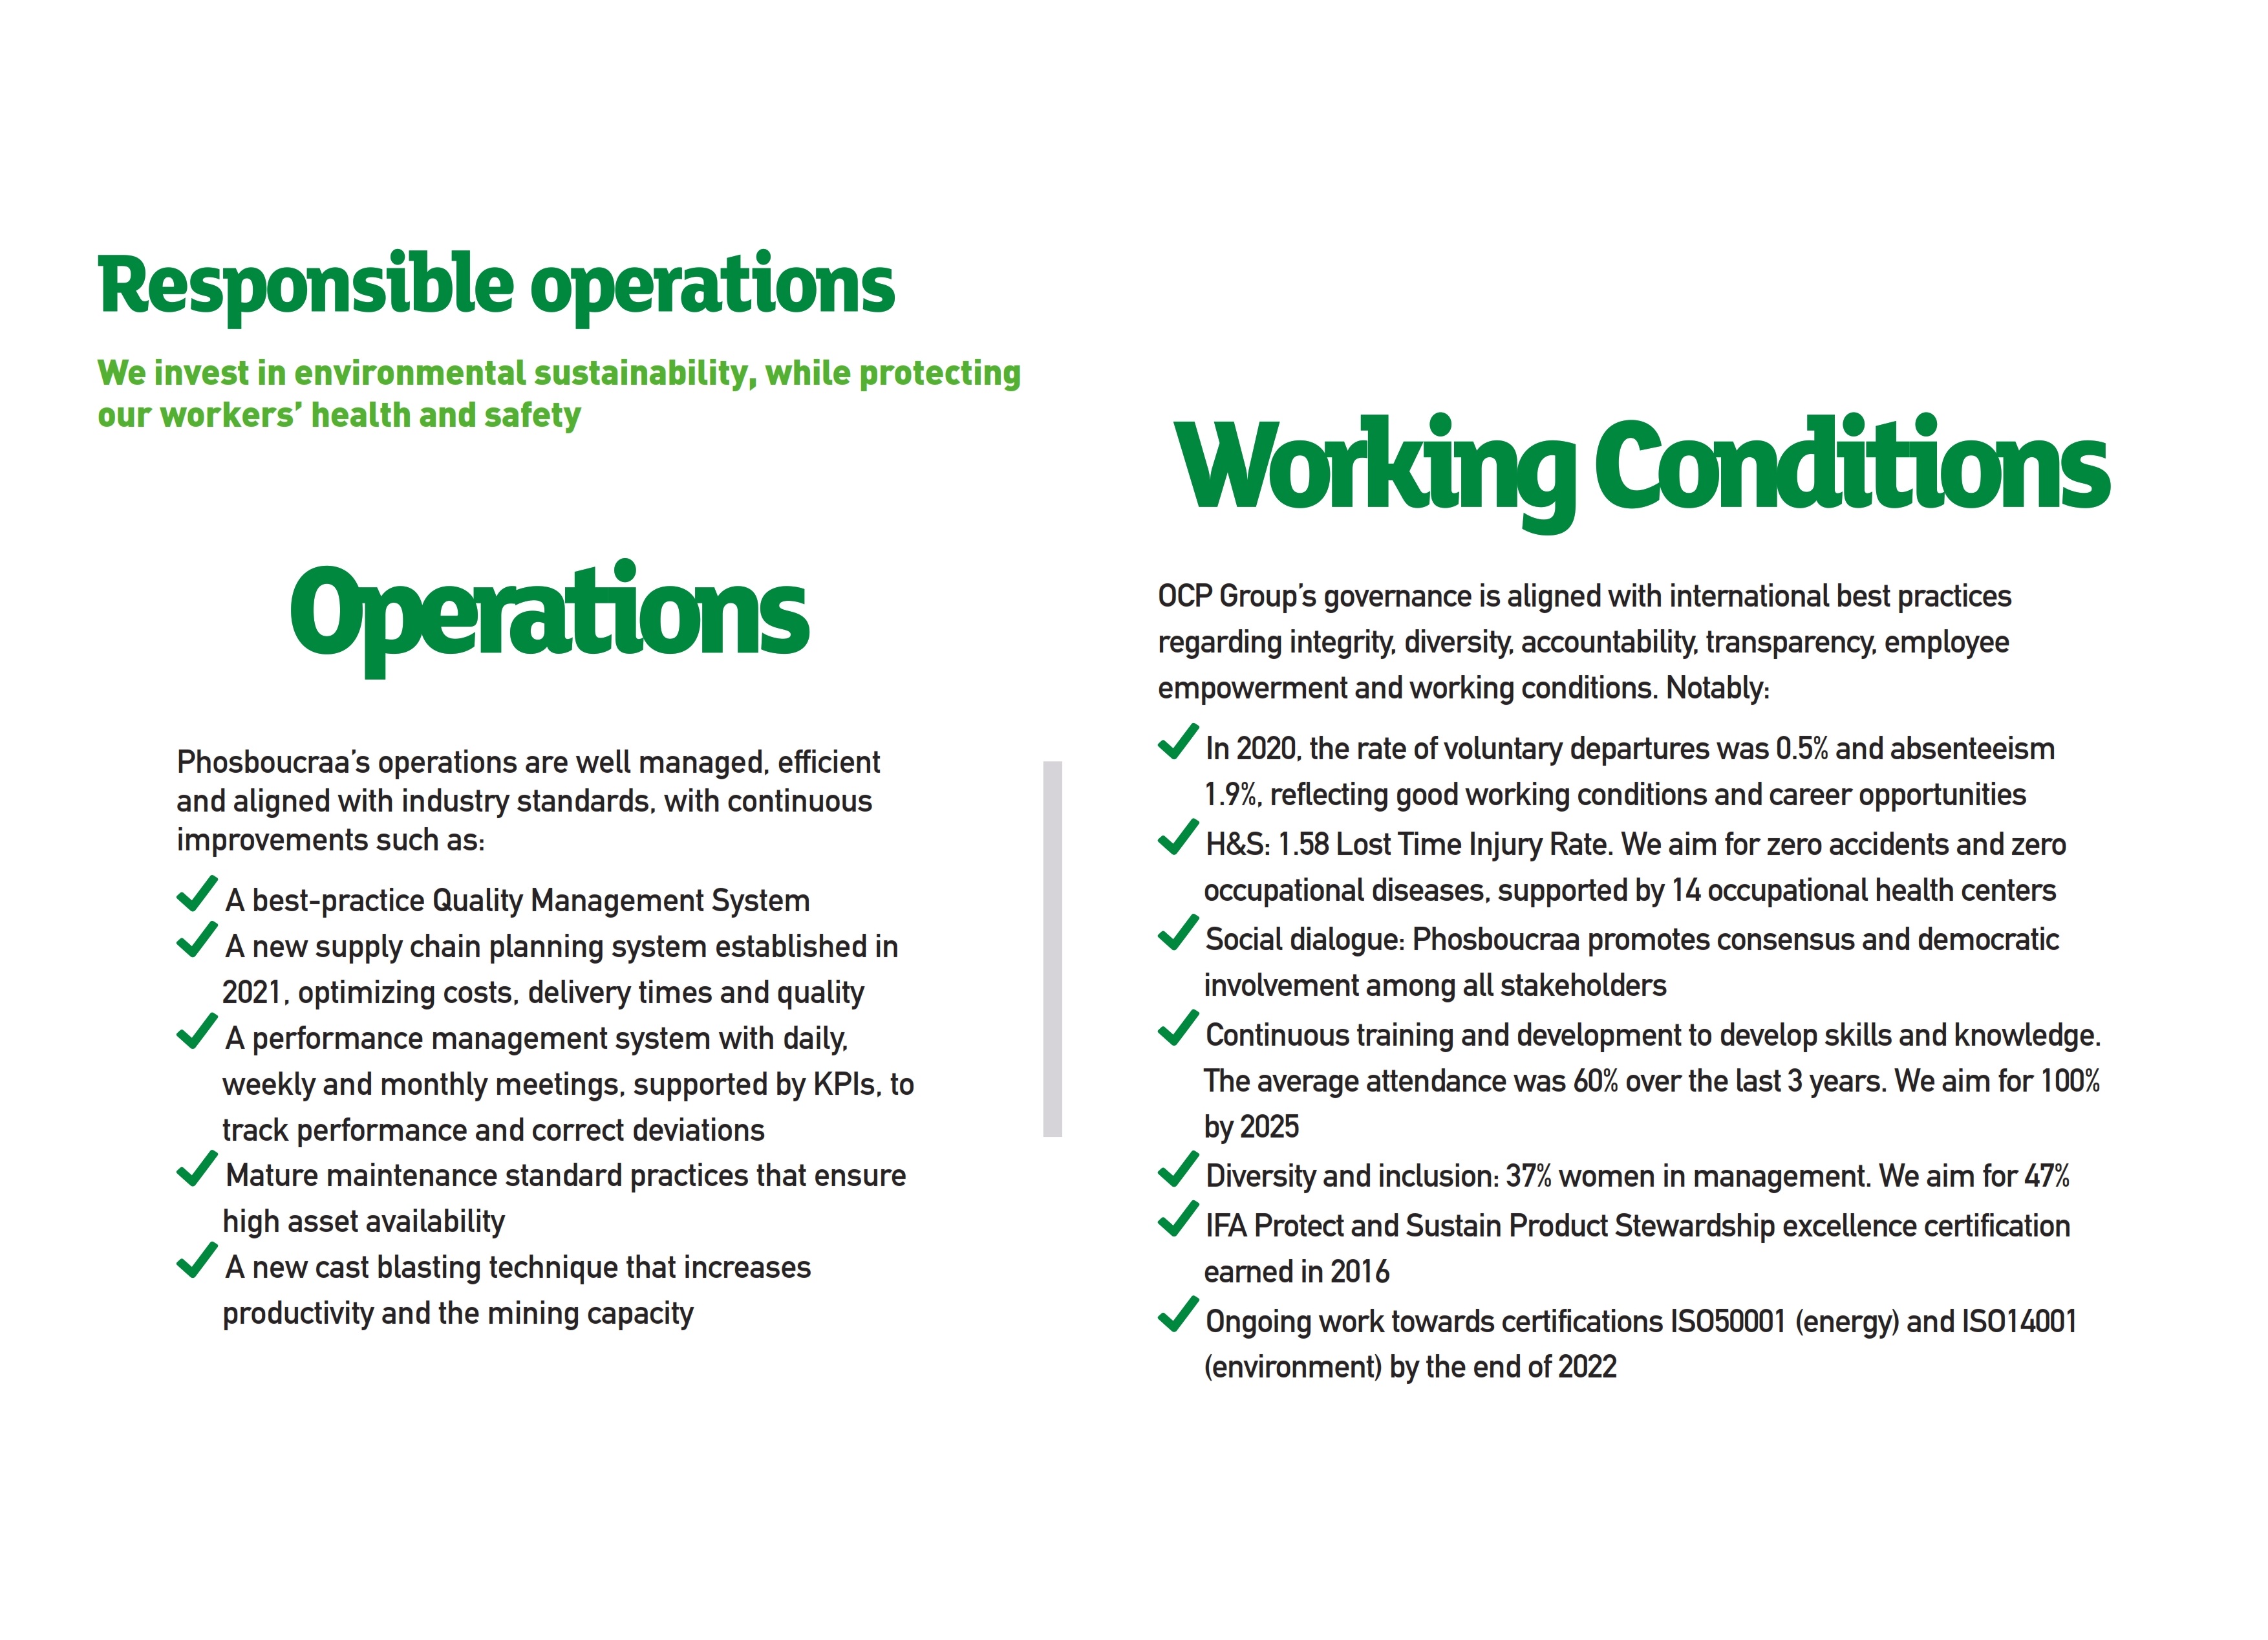 Responsible operations
We invest in environmental sustainability, while protecting
our workers’ health and safety
Operations
Phosboucraa’s operations are well managed, efficient
and aligned with industry standards, with continuous
improvements such as:
A best-practice Quality Management System
A new supply chain planning system established in
2021, optimizing costs, delivery times and quality
A performance management system with daily,
weekly and monthly meetings, supported by KPIs, to
track performance and correct deviations
Mature maintenance standard practices that ensure
high asset availability
A new cast blasting technique that increases
productivity and the mining capacity
Working Conditions
OCP Group’s governance is aligned with international best practices
regarding integrity, diversity, accountability, transparency, employee
empowerment and working conditions. Notably:
In 2020, the rate of voluntary departures was 0.5% and absenteeism
1.9%, reflecting good working conditions and career opportunities
H&S: 1.58 Lost Time Injury Rate. We aim for zero accidents and zero
occupational diseases, supported by 14 occupational health centers
Social dialogue: Phosboucraa promotes consensus and democratic
involvement among all stakeholders
Continuous training and development to develop skills and knowledge.
The average attendance was 60% over the last 3 years. We aim for 100%
by 2025
Diversity and inclusion: 37% women in management. We aim for 47%
IFA Protect and Sustain Product Stewardship excellence certification
earned in 2016
Ongoing work towards certifications ISO50001 (energy) and ISO14001
(environment) by the end of 2022